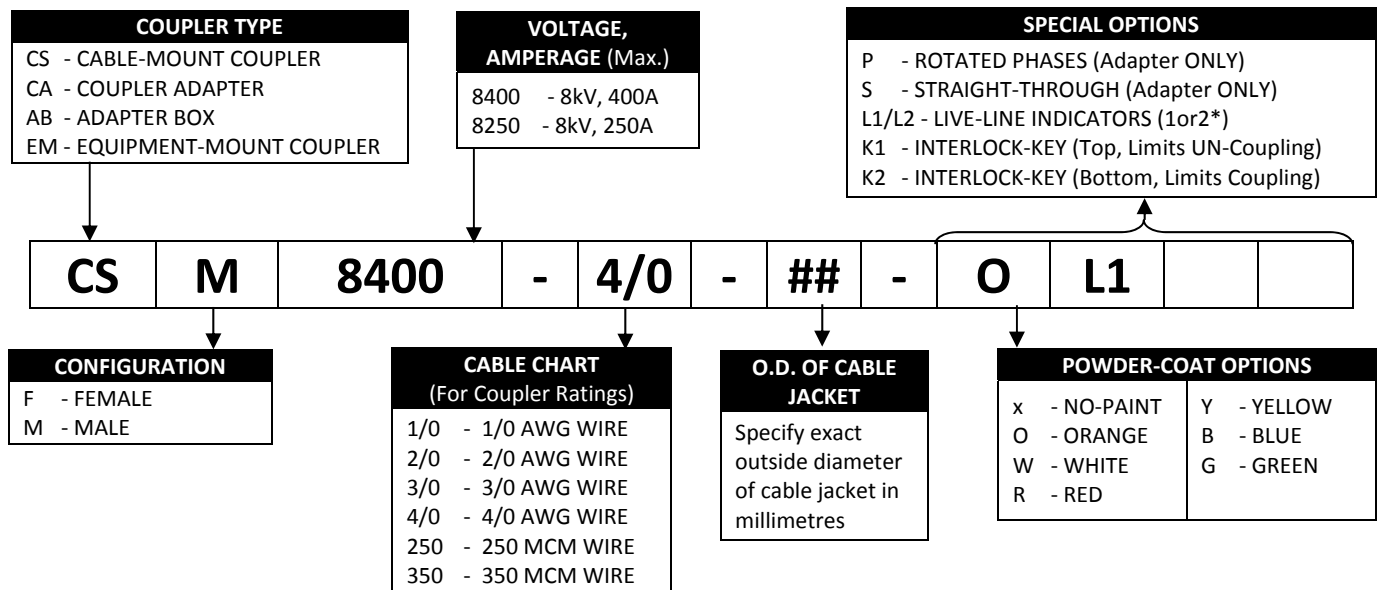 COUPLER TYPE
CS - CABLE-MOUNT COUPLER
CA - COUPLER ADAPTER
AB - ADAPTER BOX
EM - EQUIPMENT-MOUNT COUPLER
VOLTAGE,
AMPERAGE (Max.)
8400 - 8kV, 400A
8250 - 8kV, 250A
SPECIAL OPTIONS
P - ROTATED PHASES (Adapter ONLY)
S - STRAIGHT-THROUGH (Adapter ONLY)
L1/L2 - LIVE-LINE INDICATORS (1or2*)
K1 - INTERLOCK-KEY (Top, Limits UN-Coupling)
K2 - INTERLOCK-KEY (Bottom, Limits Coupling)
CS M 8400 - 4/0 - ## - O L1
CONFIGURATION
F - FEMALE
M - MALE
CABLE CHART
(For Coupler Ratings)
1/0 - 1/0 AWG WIRE
2/0 - 2/0 AWG WIRE
3/0 - 3/0 AWG WIRE
4/0 - 4/0 AWG WIRE
250 - 250 MCM WIRE
350 - 350 MCM WIRE
O.D. OF CABLE
JACKET
Specify exact
outside diameter
of cable jacket in
millimetres
POWDER-COAT OPTIONS
x - NO-PAINT
O - ORANGE
W - WHITE
R - RED
Y - YELLOW
B - BLUE
G - GREEN